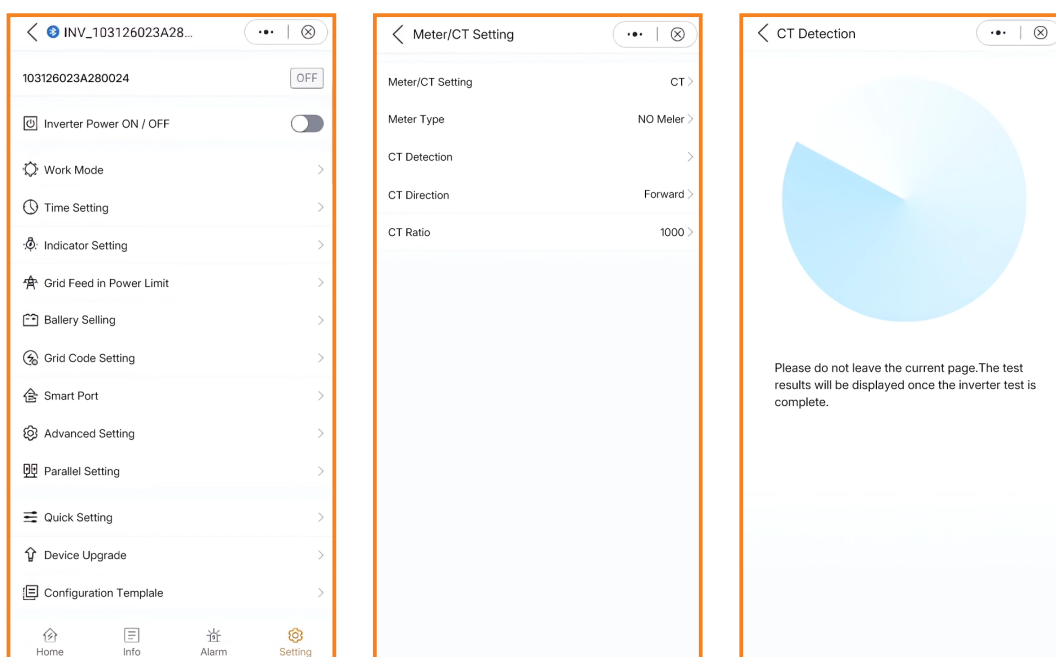 INV_103126023A28...
103126023A280024 OFF
Inverter Power ON / OFF
Work Mode
Time Setting
Indicator Setting
Grid Feed in Power Limit
Ballery Selling
Grid Code Setting
Smart Port
Advanced Setting
Parallel Setting
Quick Setting
Device Upgrade
Configuration Templale
Home Info Alarm Setting
Meter/CT Setting
Meter/CT Setting CT
Meter Type NO Meler
CT Detection
CT Direction Forward
CT Ratio 1000
CT Detection
Please do not leave the current page.The test
results will be displayed once the inverter test is
complete.